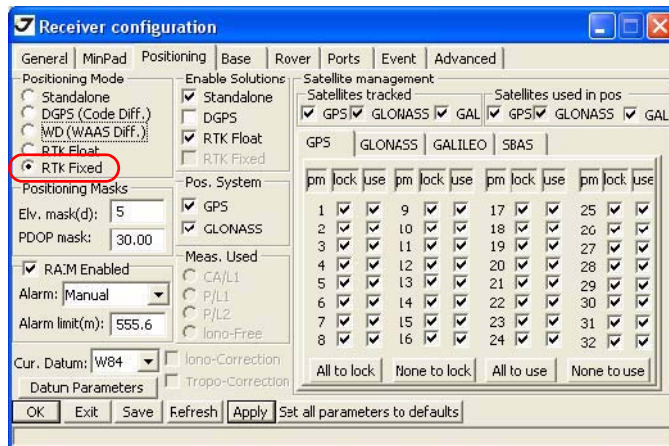 Receiver configuration
General MinPad Positioning Base Rover Ports Event Advanced
Positioning Mode
Standalone
DGPS (Code Diff.)
WD (WAAS Diff.)
RTK Float
RTK Fixed
Positioning Masks
Elv. mask(d): 5
PDOP mask: 30.00
RAIM Enabled
Alarm: Manual
Alarm limit(m): 555.6
Cur. Datum: W84
Datun Parameters
Enable Solutions
Standalone
DGPS
RTK Float
RTK Fixed
Pos. System
GPS
GLONASS
Meas. Used
CA/L1
P/L1
P/L2
Iono-Free
Iono-Correction
Tropo-Correction
Satellite management
Satellites tracked
GPS GLONASS GAL
Satellites used in pos
GPS GLONASS GAL
GPS GLONASS GALILEO SBAS
pm lock use pm lock use pm lock use pm lock use
1 9 17 25
2 10 18 26
3 11 19 27
4 12 20 28
5 13 21 29
6 14 22 30
7 15 23 31
8 16 24 32
All to lock None to lock All to use None to use
OK Exit Save Refresh Apply Set all parameters to defaults